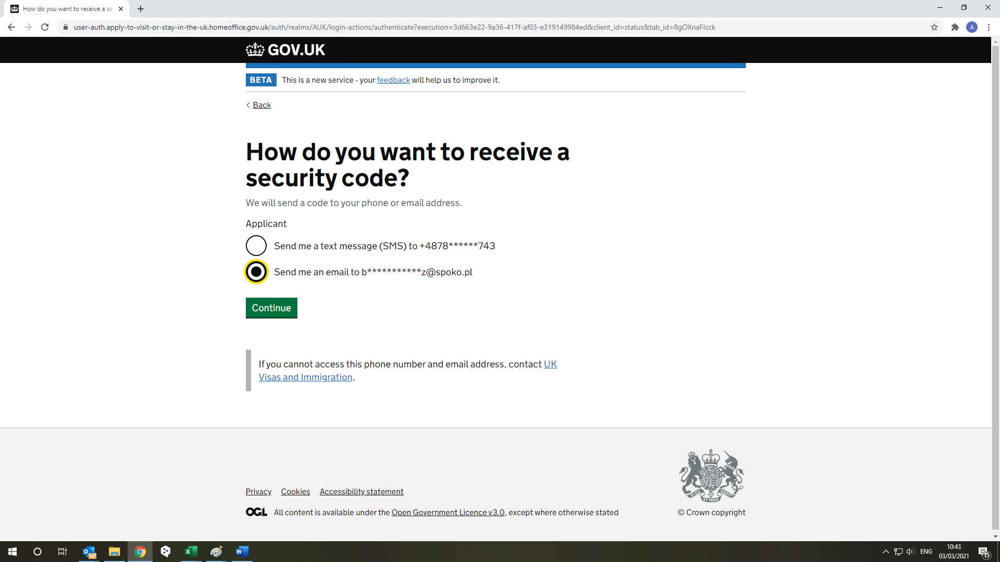 How do you want to receive a se
user-auth.apply-to-visit-or-stay-in-the-uk.homeoffice.gov.uk/auth/realms/AUK/login-actions/authenticate?execution=3d663e22-9a36-417f-af03-e319149984ed&client_id=status&tab_id=8gOXnaFIcck
A
GOV.UK
BETA This is a new service - your feedback will help us to improve it.
Back
How do you want to receive a
security code?
We will send a code to your phone or email address.
Applicant
Send me a text message (SMS) to +4878******743
Send me an email to b***********z@spoko.pl
Continue
If you cannot access this phone number and email address, contact UK
Visas and Immigration.
Privacy Cookies Accessibility statement
OGL All content is available under the Open Government Licence v3.0, except where otherwise stated
© Crown copyright
ENG
10:43
03/03/2021
15